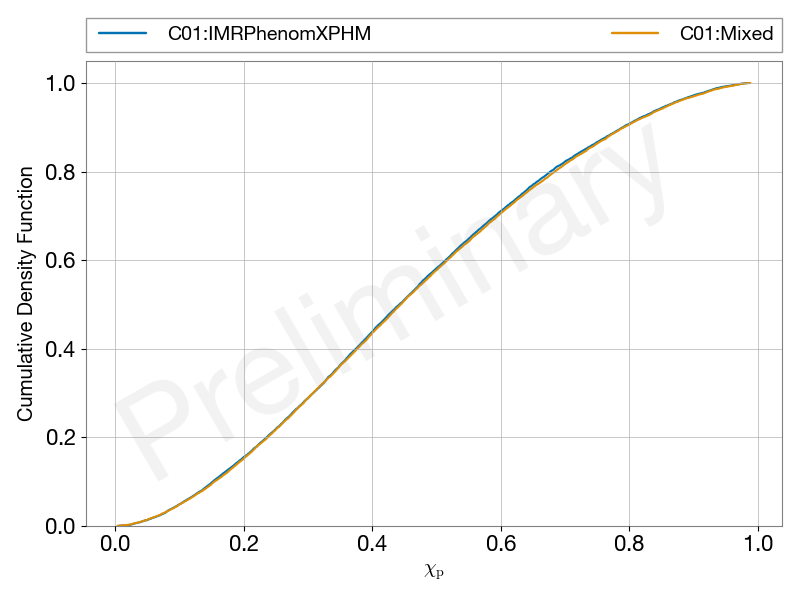 C01:IMRPhenomXPHM C01:Mixed
Cumulative Density Function
1.0
0.8
0.6
0.4
0.2
0.0
Preliminary
0.0 0.2 0.4 0.6 0.8 1.0
χp